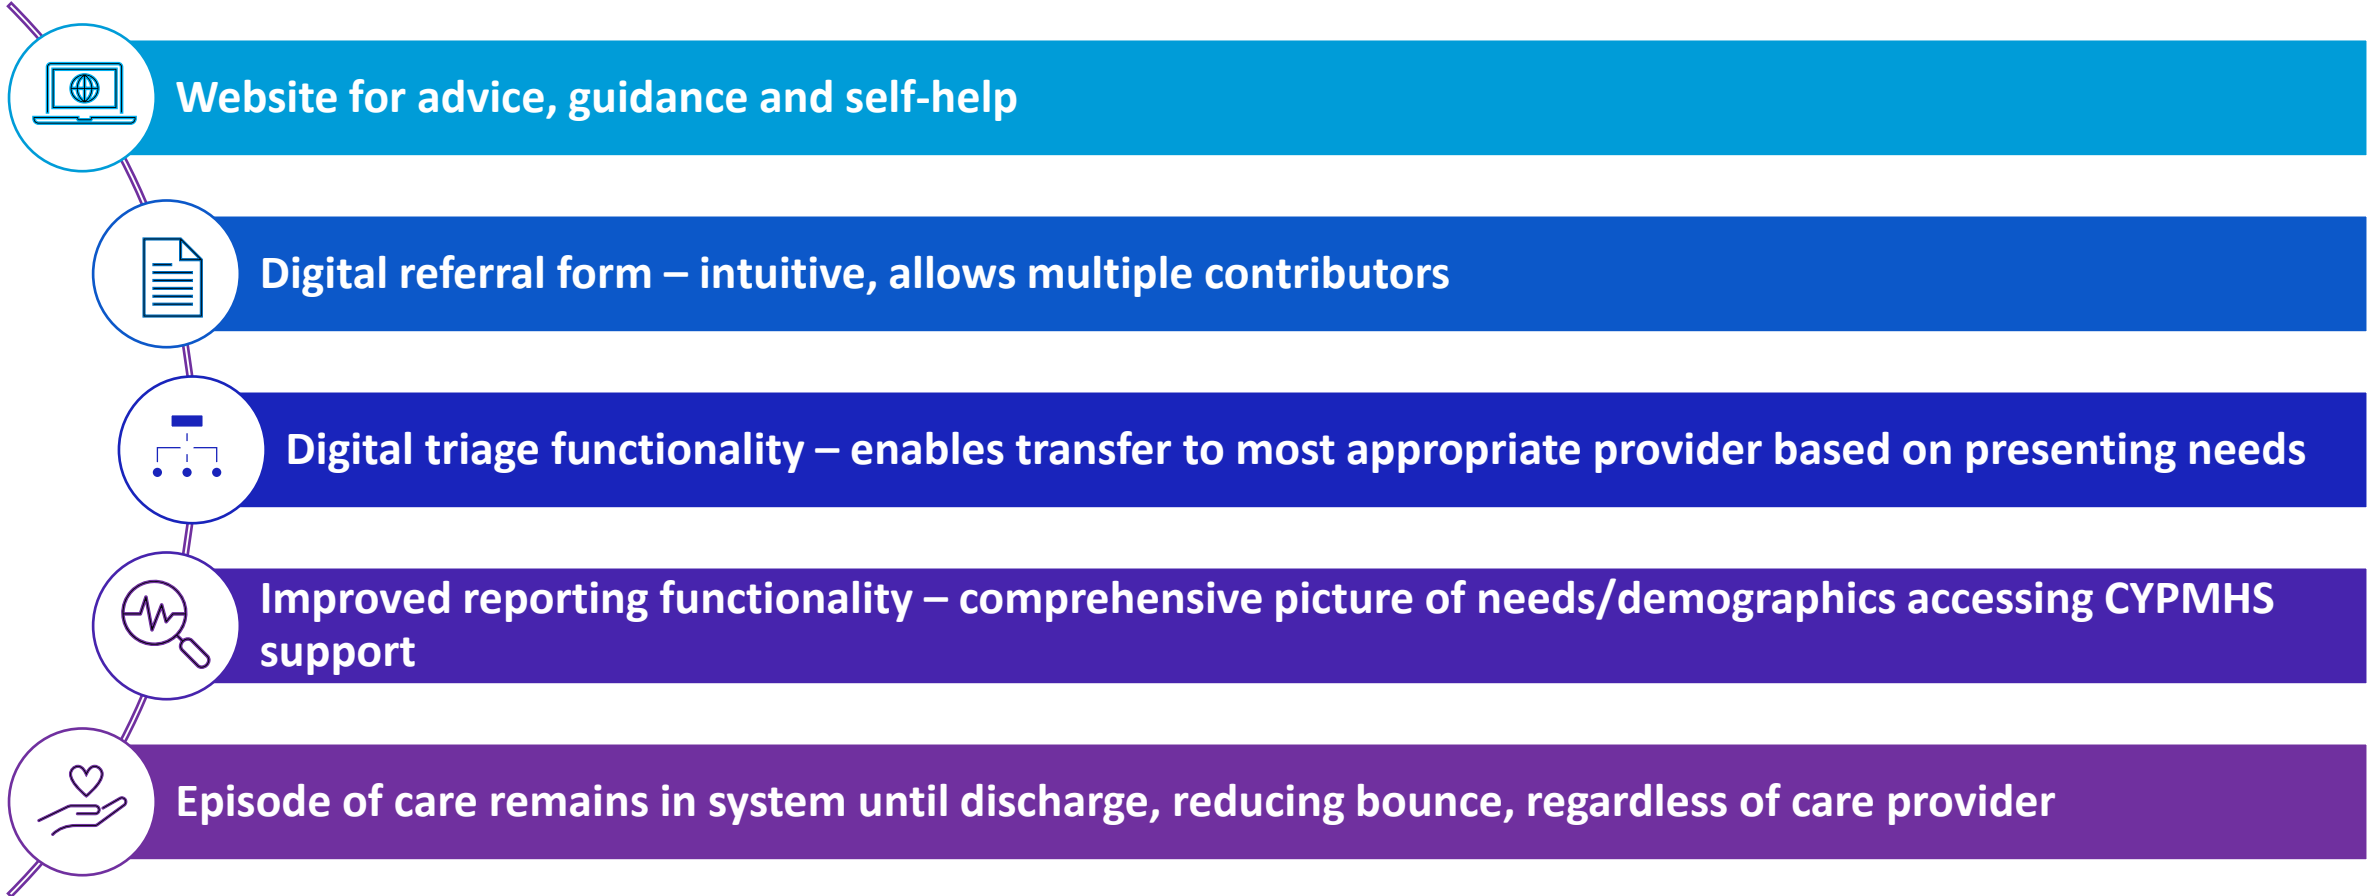 Website for advice, guidance and self-help
Digital referral form – intuitive, allows multiple contributors
Digital triage functionality – enables transfer to most appropriate provider based on presenting needs
Improved reporting functionality – comprehensive picture of needs/demographics accessing CYPMHS
support
Episode of care remains in system until discharge, reducing bounce, regardless of care provider